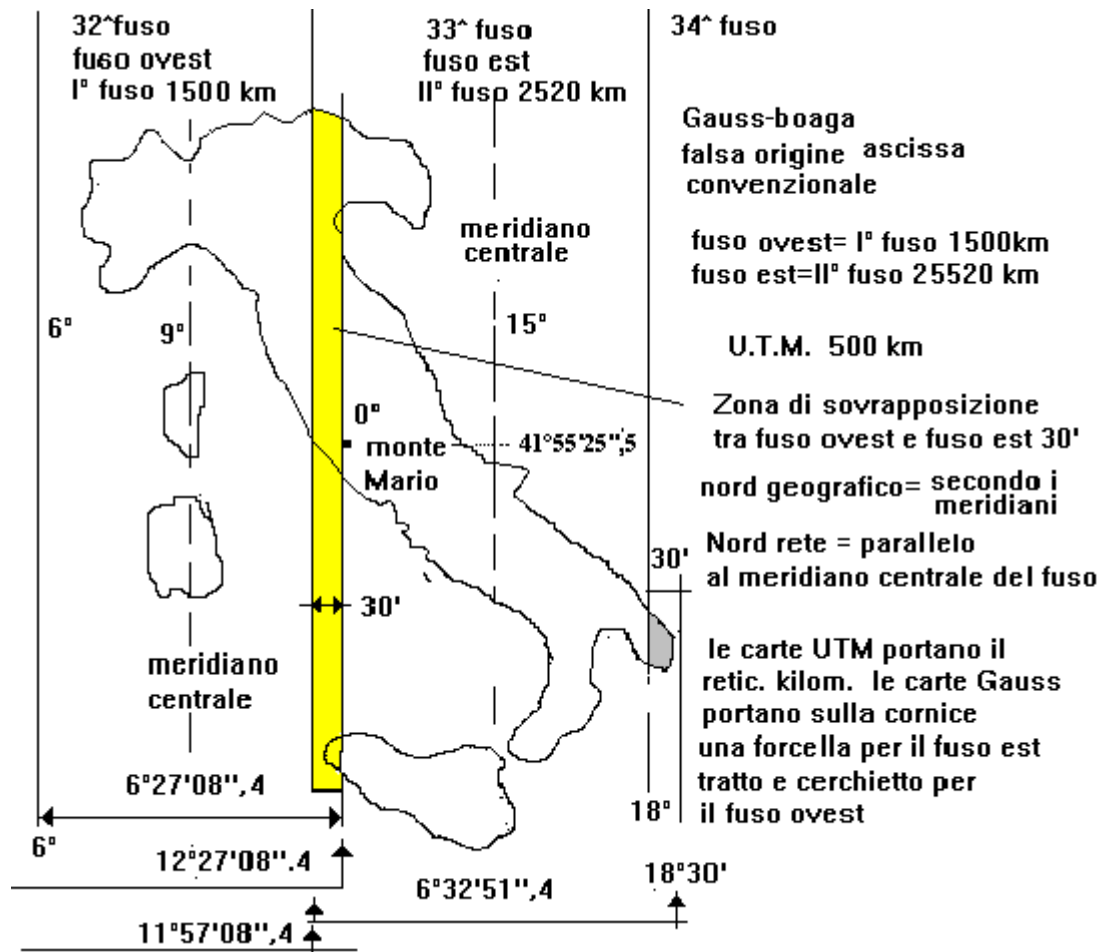 32^fuso
fuso ovest
I° fuso 1500 km
33^ fuso
fuso est
II° fuso 2520 km
34^ fuso
Gauss-boaga
falsa origine ascissa
convenzionale
fuso ovest= I° fuso 1500km
fuso est=II° fuso 25520 km
meridiano
centrale
6°
9°
15°
U.T.M. 500 km
0°
monte
Mario
41°55'25'',5
Zona di sovrapposizione
tra fuso ovest e fuso est 30'
nord geografico= secondo i
meridiani
30'
Nord rete = parallelo
al meridiano centrale del fuso
30'
meridiano
centrale
le carte UTM portano il
retic. kilom. le carte Gauss
portano sulla cornice
una forcella per il fuso est
tratto e cerchietto per
il fuso ovest
6°27'08'',4
18°
6°
12°27'08''.4
6°32'51'',4
18°30'
11°57'08'',4